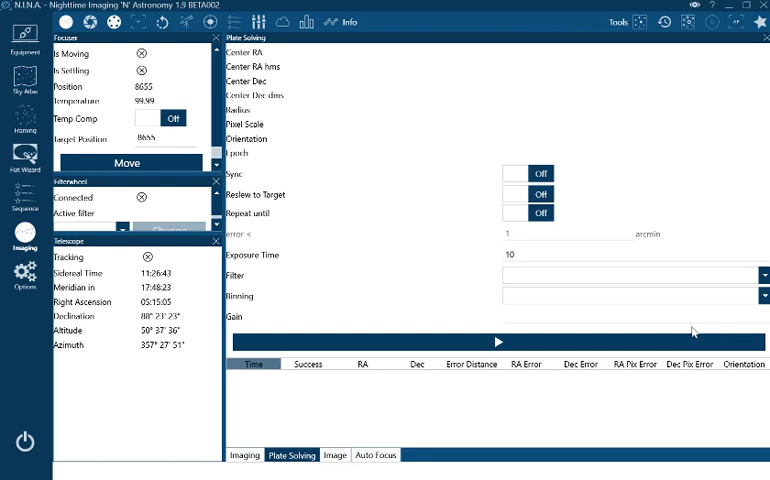 N.I.N.A. - Nighttime Imaging 'N' Astronomy 1.9 BETA002
Info
Tools
Equipment
Sky Atlas
Framing
Flat Wizard
Sequence
Imaging
Options
Focuser
Is Moving
Is Settling
Position 8655
Temperature 99.99
Temp Comp Off
Target Position 8655
Move
Filterwheel
Connected
Active filter
Change
Telescope
Tracking
Sidereal Time 11:26:43
Meridian in 17:48:23
Right Ascension 05:15:05
Declination 88° 23' 23"
Altitude 50° 37' 36"
Azimuth 357° 27' 51"
Plate Solving
Center RA
Center RA hms
Center Dec
Center Dec dms
Radius
Pixel Scale
Orientation
Epoch
Sync Off
Reslew to Target Off
Repeat until Off
error < 1 arcmin
Exposure Time 10
Filter
Binning
Gain
Time Success RA Dec Error Distance RA Error Dec Error RA Pix Error Dec Pix Error Orientation
Imaging Plate Solving Image Auto Focus